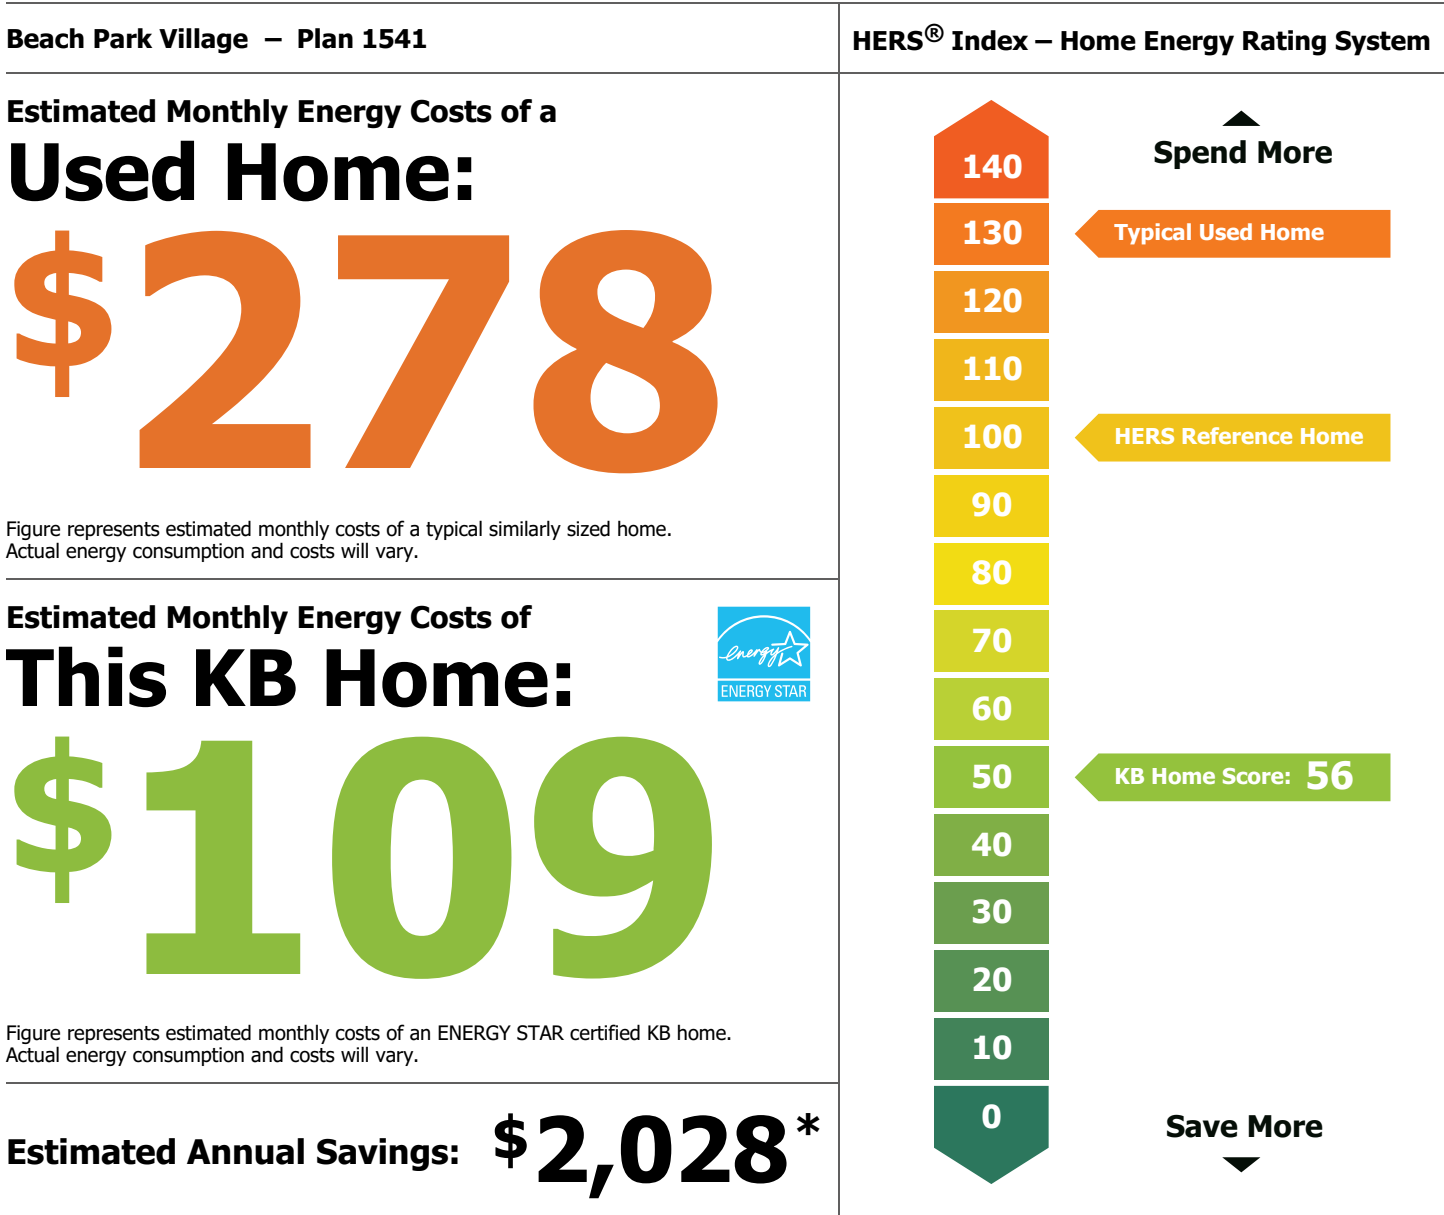 Beach Park Village – Plan 1541
Estimated Monthly Energy Costs of a
Used Home:
$278
Figure represents estimated monthly costs of a typical similarly sized home.
Actual energy consumption and costs will vary.
Estimated Monthly Energy Costs of
This KB Home:
energy
ENERGY STAR
$109
Figure represents estimated monthly costs of an ENERGY STAR certified KB home.
Actual energy consumption and costs will vary.
Estimated Annual Savings: $2,028*
HERS® Index – Home Energy Rating System
Spend More
140
130
Typical Used Home
120
110
100
HERS Reference Home
90
80
70
60
50
KB Home Score: 56
40
30
20
10
0
Save More